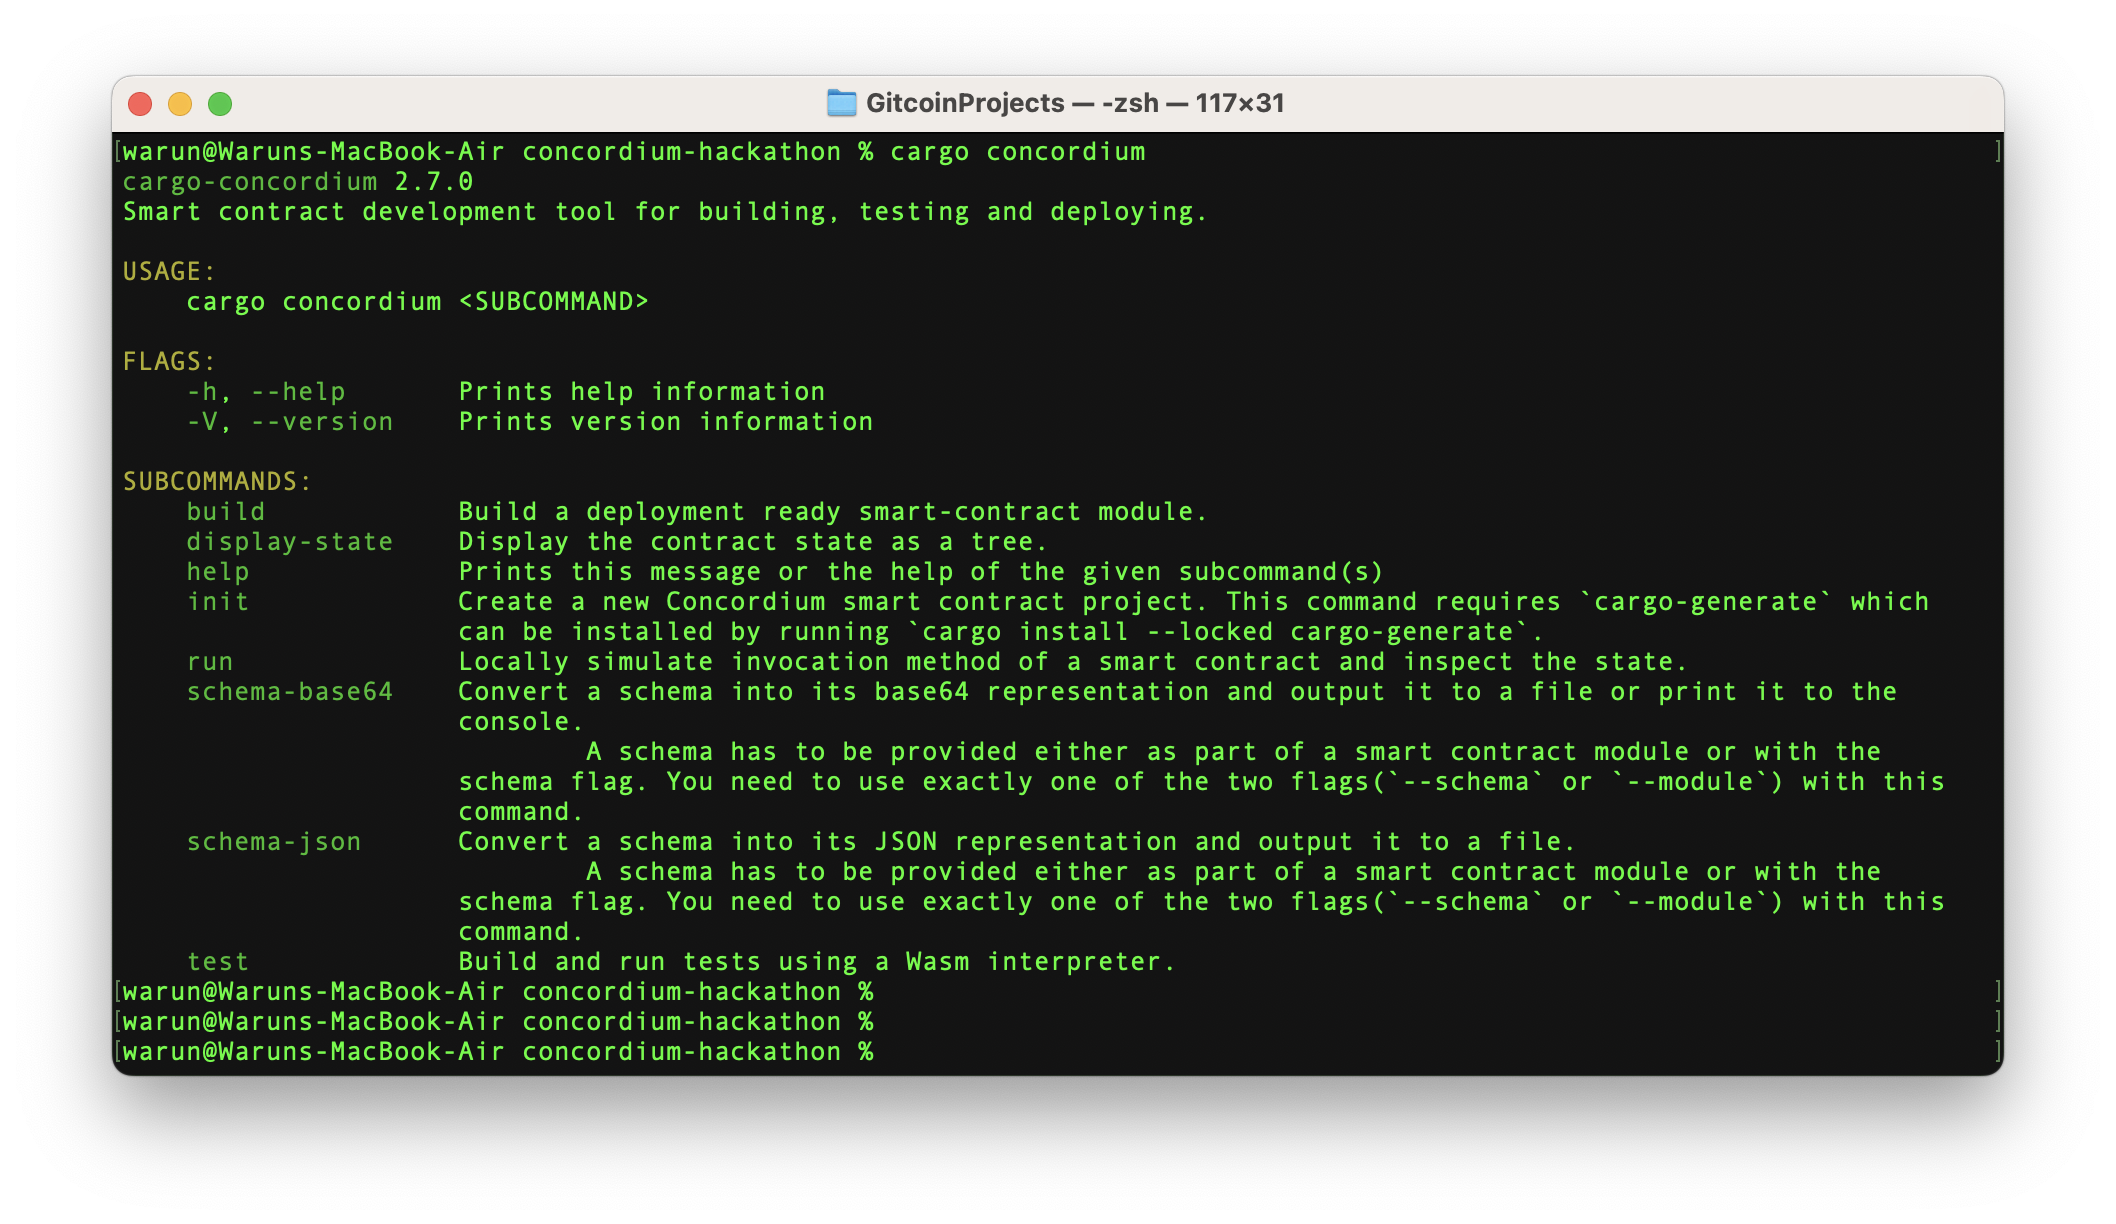 GitcoinProjects — -zsh — 117×31
[warun@Waruns-MacBook-Air concordium-hackathon % cargo concordium ]
cargo-concordium 2.7.0
Smart contract development tool for building, testing and deploying.
USAGE:
cargo concordium <SUBCOMMAND>
FLAGS:
-h, --help Prints help information
-V, --version Prints version information
SUBCOMMANDS:
build Build a deployment ready smart-contract module.
display-state Display the contract state as a tree.
help Prints this message or the help of the given subcommand(s)
init Create a new Concordium smart contract project. This command requires `cargo-generate` which
can be installed by running `cargo install --locked cargo-generate`.
run Locally simulate invocation method of a smart contract and inspect the state.
schema-base64 Convert a schema into its base64 representation and output it to a file or print it to the
console.
A schema has to be provided either as part of a smart contract module or with the
schema flag. You need to use exactly one of the two flags(`--schema` or `--module`) with this
command.
schema-json Convert a schema into its JSON representation and output it to a file.
A schema has to be provided either as part of a smart contract module or with the
schema flag. You need to use exactly one of the two flags(`--schema` or `--module`) with this
command.
test Build and run tests using a Wasm interpreter.
[warun@Waruns-MacBook-Air concordium-hackathon % ]
[warun@Waruns-MacBook-Air concordium-hackathon % ]
[warun@Waruns-MacBook-Air concordium-hackathon % ]